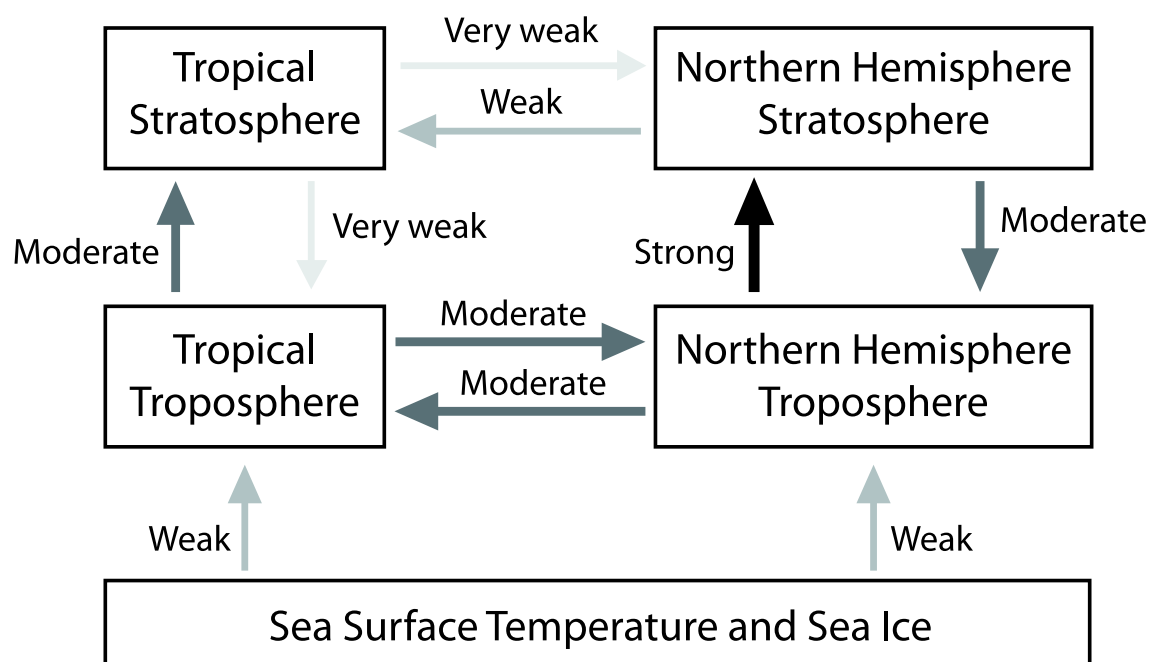 Very weak
Tropical
Stratosphere
Northern Hemisphere
Stratosphere
Weak
Moderate
Very weak
Strong
Moderate
Moderate
Tropical
Troposphere
Northern Hemisphere
Troposphere
Moderate
Weak
Weak
Sea Surface Temperature and Sea Ice